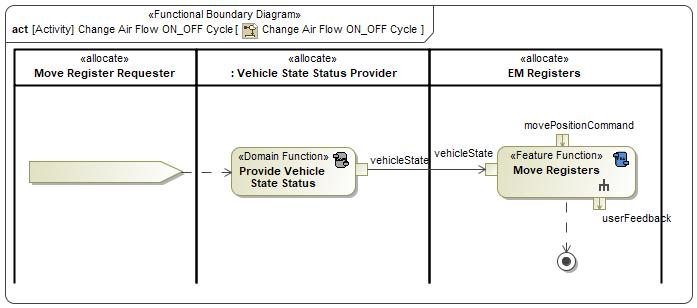 «Functional Boundary Diagram»
act [Activity] Change Air Flow ON_OFF Cycle [ Change Air Flow ON_OFF Cycle ]
«allocate»
Move Register Requester
«allocate»
: Vehicle State Status Provider
«allocate»
EM Registers
movePositionCommand
«Domain Function»
Provide Vehicle
State Status
vehicleState
vehicleState
«Feature Function»
Move Registers
userFeedback